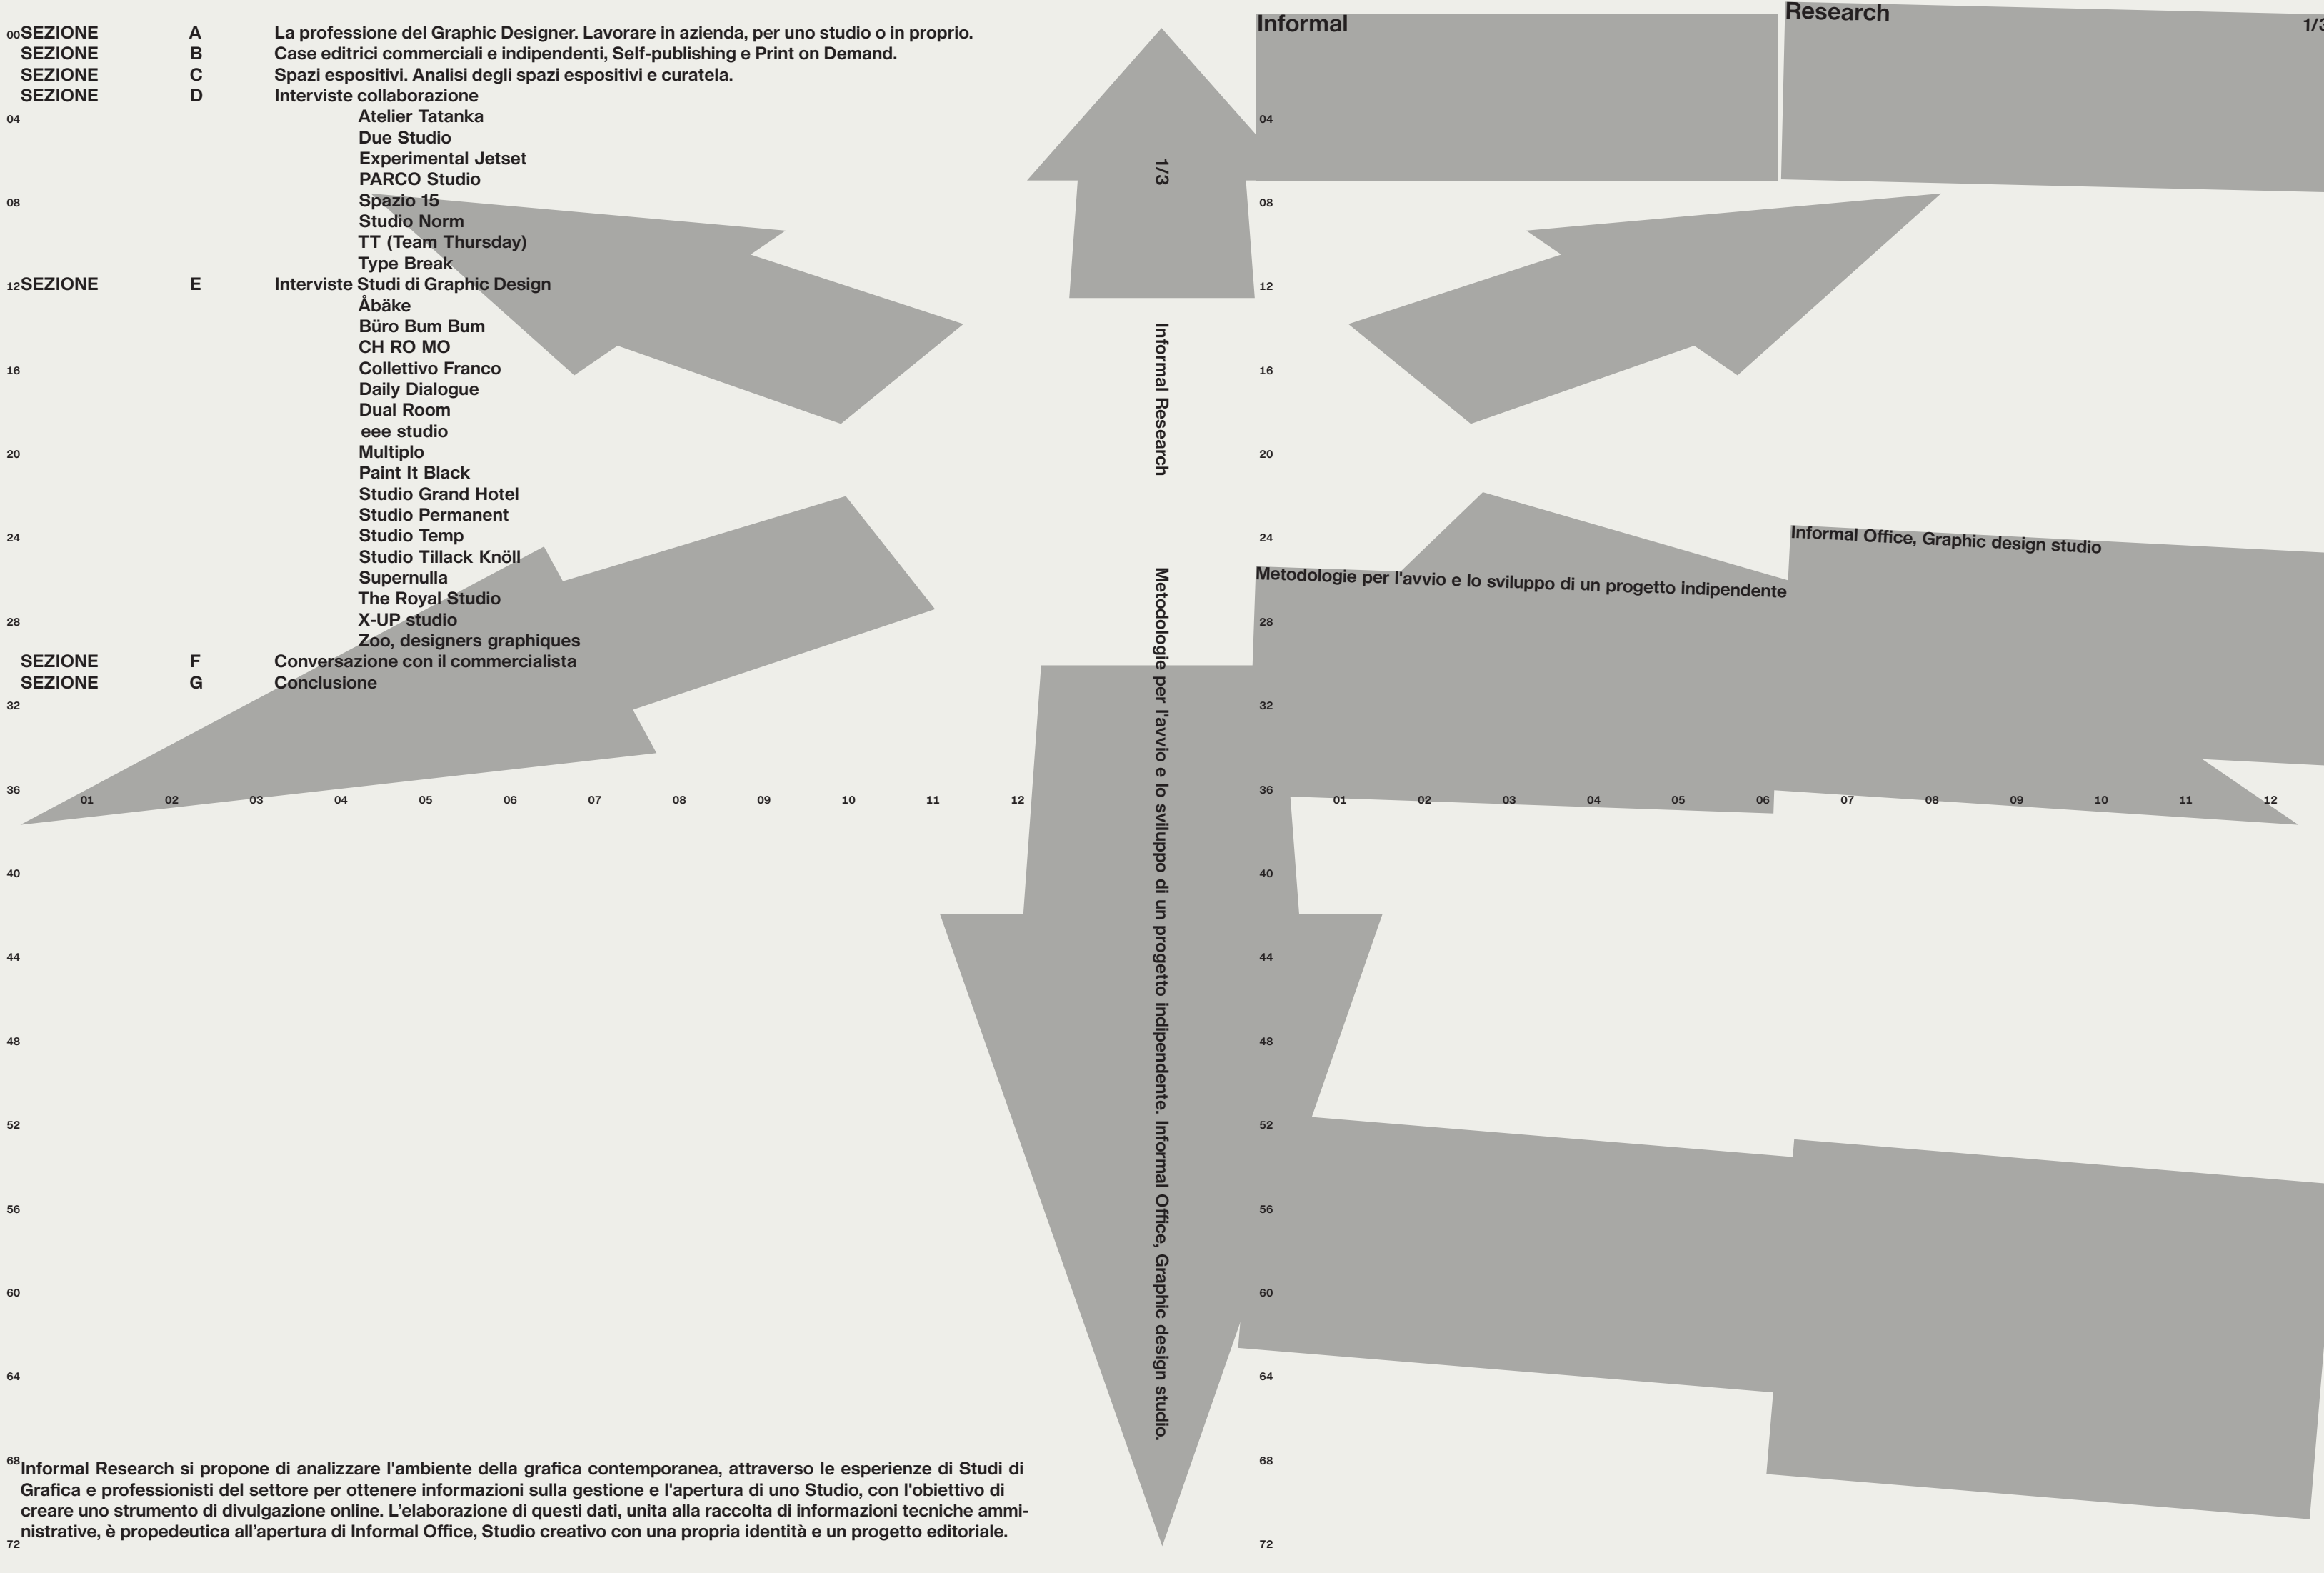 00 SEZIONE A La professione del Graphic Designer. Lavorare in azienda, per uno studio o in proprio.
SEZIONE B Case editrici commerciali e indipendenti, Self-publishing e Print on Demand.
SEZIONE C Spazi espositivi. Analisi degli spazi espositivi e curatela.
SEZIONE D Interviste collaborazione
04 Atelier Tatanka
Due Studio
Experimental Jetset
PARCO Studio
08 Spazio 15
Studio Norm
TT (Team Thursday)
Type Break
12 SEZIONE E Interviste Studi di Graphic Design
Åbäke
Büro Bum Bum
CH RO MO
16 Collettivo Franco
Daily Dialogue
Dual Room
eee studio
20 Multiplo
Paint It Black
Studio Grand Hotel
Studio Permanent
24 Studio Temp
Studio Tillack Knöll
Supernulla
The Royal Studio
28 X-UP studio
Zoo, designers graphiques
SEZIONE F Conversazione con il commercialista
SEZIONE G Conclusione
32
36
01 02 03 04 05 06 07 08 09 10 11 12
40
44
48
52
56
60
64
68
Informal Research si propone di analizzare l'ambiente della grafica contemporanea, attraverso le esperienze di Studi di
Grafica e professionisti del settore per ottenere informazioni sulla gestione e l'apertura di uno Studio, con l'obiettivo di
creare uno strumento di divulgazione online. L’elaborazione di questi dati, unita alla raccolta di informazioni tecniche ammi-
nistrative, è propedeutica all’apertura di Informal Office, Studio creativo con una propria identità e un progetto editoriale.
72
1/3 Informal Research Metodologie per l'avvio e lo sviluppo di un progetto indipendente. Informal Office, Graphic design studio.
Informal
Research
1/3
04
08
12
16
20
24
Informal Office, Graphic design studio
Metodologie per l'avvio e lo sviluppo di un progetto indipendente
28
32
36
01 02 03 04 05 06 07 08 09 10 11 12
40
44
48
52
56
60
64
68
72